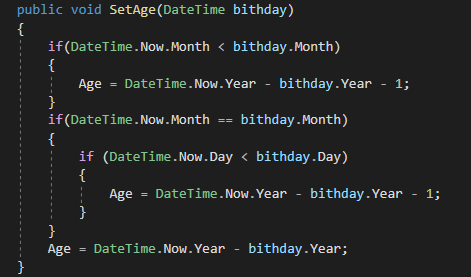 public void SetAge(DateTime bithday)
{
if(DateTime.Now.Month < bithday.Month)
{
Age = DateTime.Now.Year - bithday.Year - 1;
}
if(DateTime.Now.Month == bithday.Month)
{
if (DateTime.Now.Day < bithday.Day)
{
Age = DateTime.Now.Year - bithday.Year - 1;
}
}
Age = DateTime.Now.Year - bithday.Year;
}